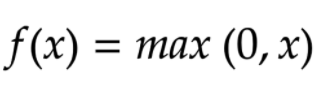 f(x) = max (0, x)